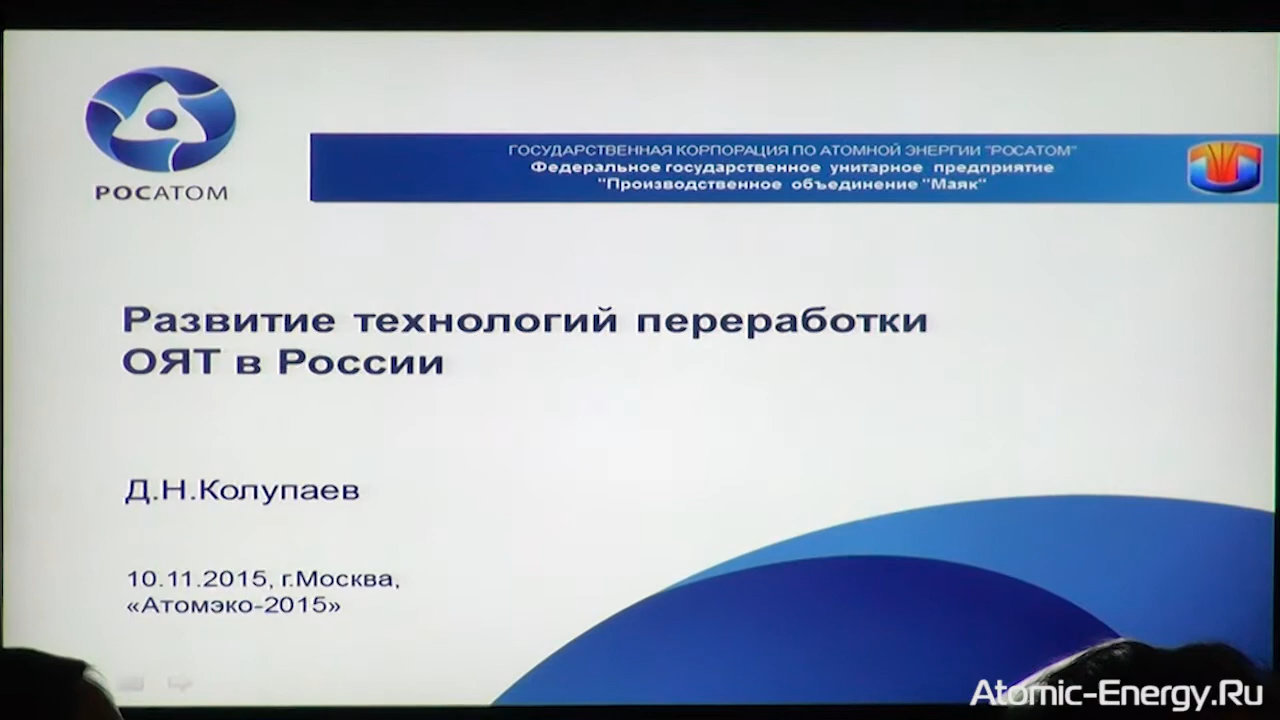 РОСАТОМ
ГОСУДАРСТВЕННАЯ КОРПОРАЦИЯ ПО АТОМНОЙ ЭНЕРГИИ "РОСАТОМ"
Федеральное государственное унитарное предприятие
"Производственное объединение "Маяк"
Развитие технологий переработки
ОЯТ в России
Д.Н.Колупаев
10.11.2015, г.Москва,
«Атомэко-2015»
Atomic-Energy.Ru